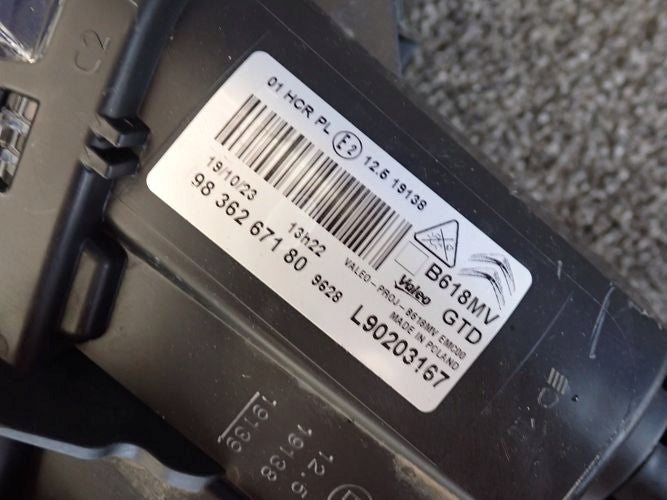 C2
01 HCR PL E2 12.5 19138
19/10/23 13h22
98 362 671 80 9628
B618MV
GTD
Valeo
VALEO-PROJ-B618MV EMC00
MADE IN POLAND
L90203167
12.5
19138
19139